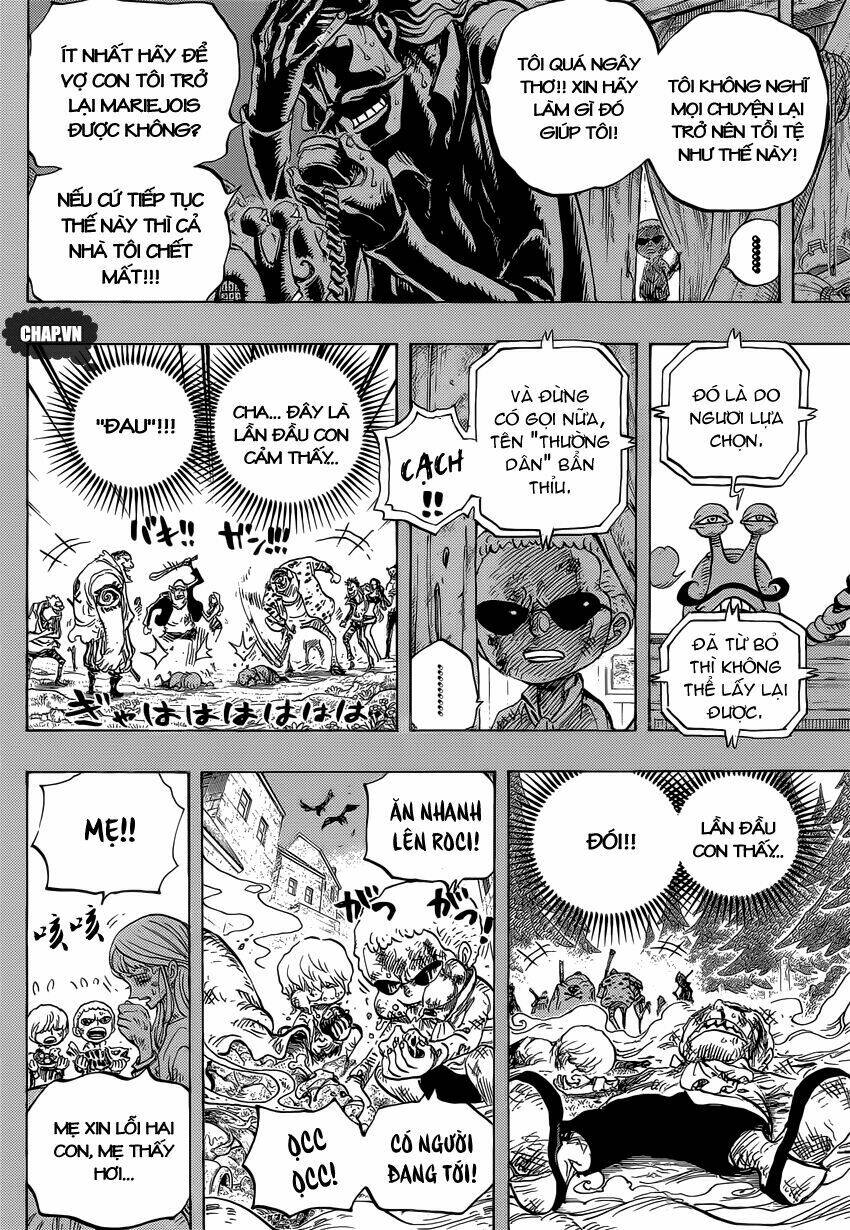 TÔI KHÔNG NGHĨ
MỌI CHUYỆN LẠI
TRỞ NÊN TỒI TỆ
NHƯ THẾ NÀY!
TÔI QUÁ NGÂY
THƠ!! XIN HÃY
LÀM GÌ ĐÓ
GIÚP TÔI!
ÍT NHẤT HÃY ĐỂ
VỢ CON TÔI TRỞ
LẠI MARIEJOIS
ĐƯỢC KHÔNG?
NẾU CỨ TIẾP TỤC
THẾ NÀY THÌ CẢ
NHÀ TÔI CHẾT
MẤT!!!
CHAP.VN
ĐÓ LÀ DO
NGƯƠI LỰA
CHỌN.
ĐÃ TỪ BỎ
THÌ KHÔNG
THỂ LẤY LẠI
ĐƯỢC.
VÀ ĐỪNG
CÓ GỌI NỮA,
TÊN "THƯỜNG
DÂN" BẨN
THỈU.
CẠCH
!!
CHA... ĐÂY LÀ
LẦN ĐẦU CON
CẢM THẤY...
"ĐAU"!!!
ガン!!!
バキ!!
ぎゃはははははは
LẦN ĐẦU
CON THẤY...
ĐÓI!!
ĂN NHANH
LÊN ROCI!
ガつ
ガつ
CÓ NGƯỜI
ĐANG TỚI!
ỌCC
ỌCC!
MẸ!!
咳 咳
MẸ XIN LỖI HAI
CON, MẸ THẤY
HƠI...